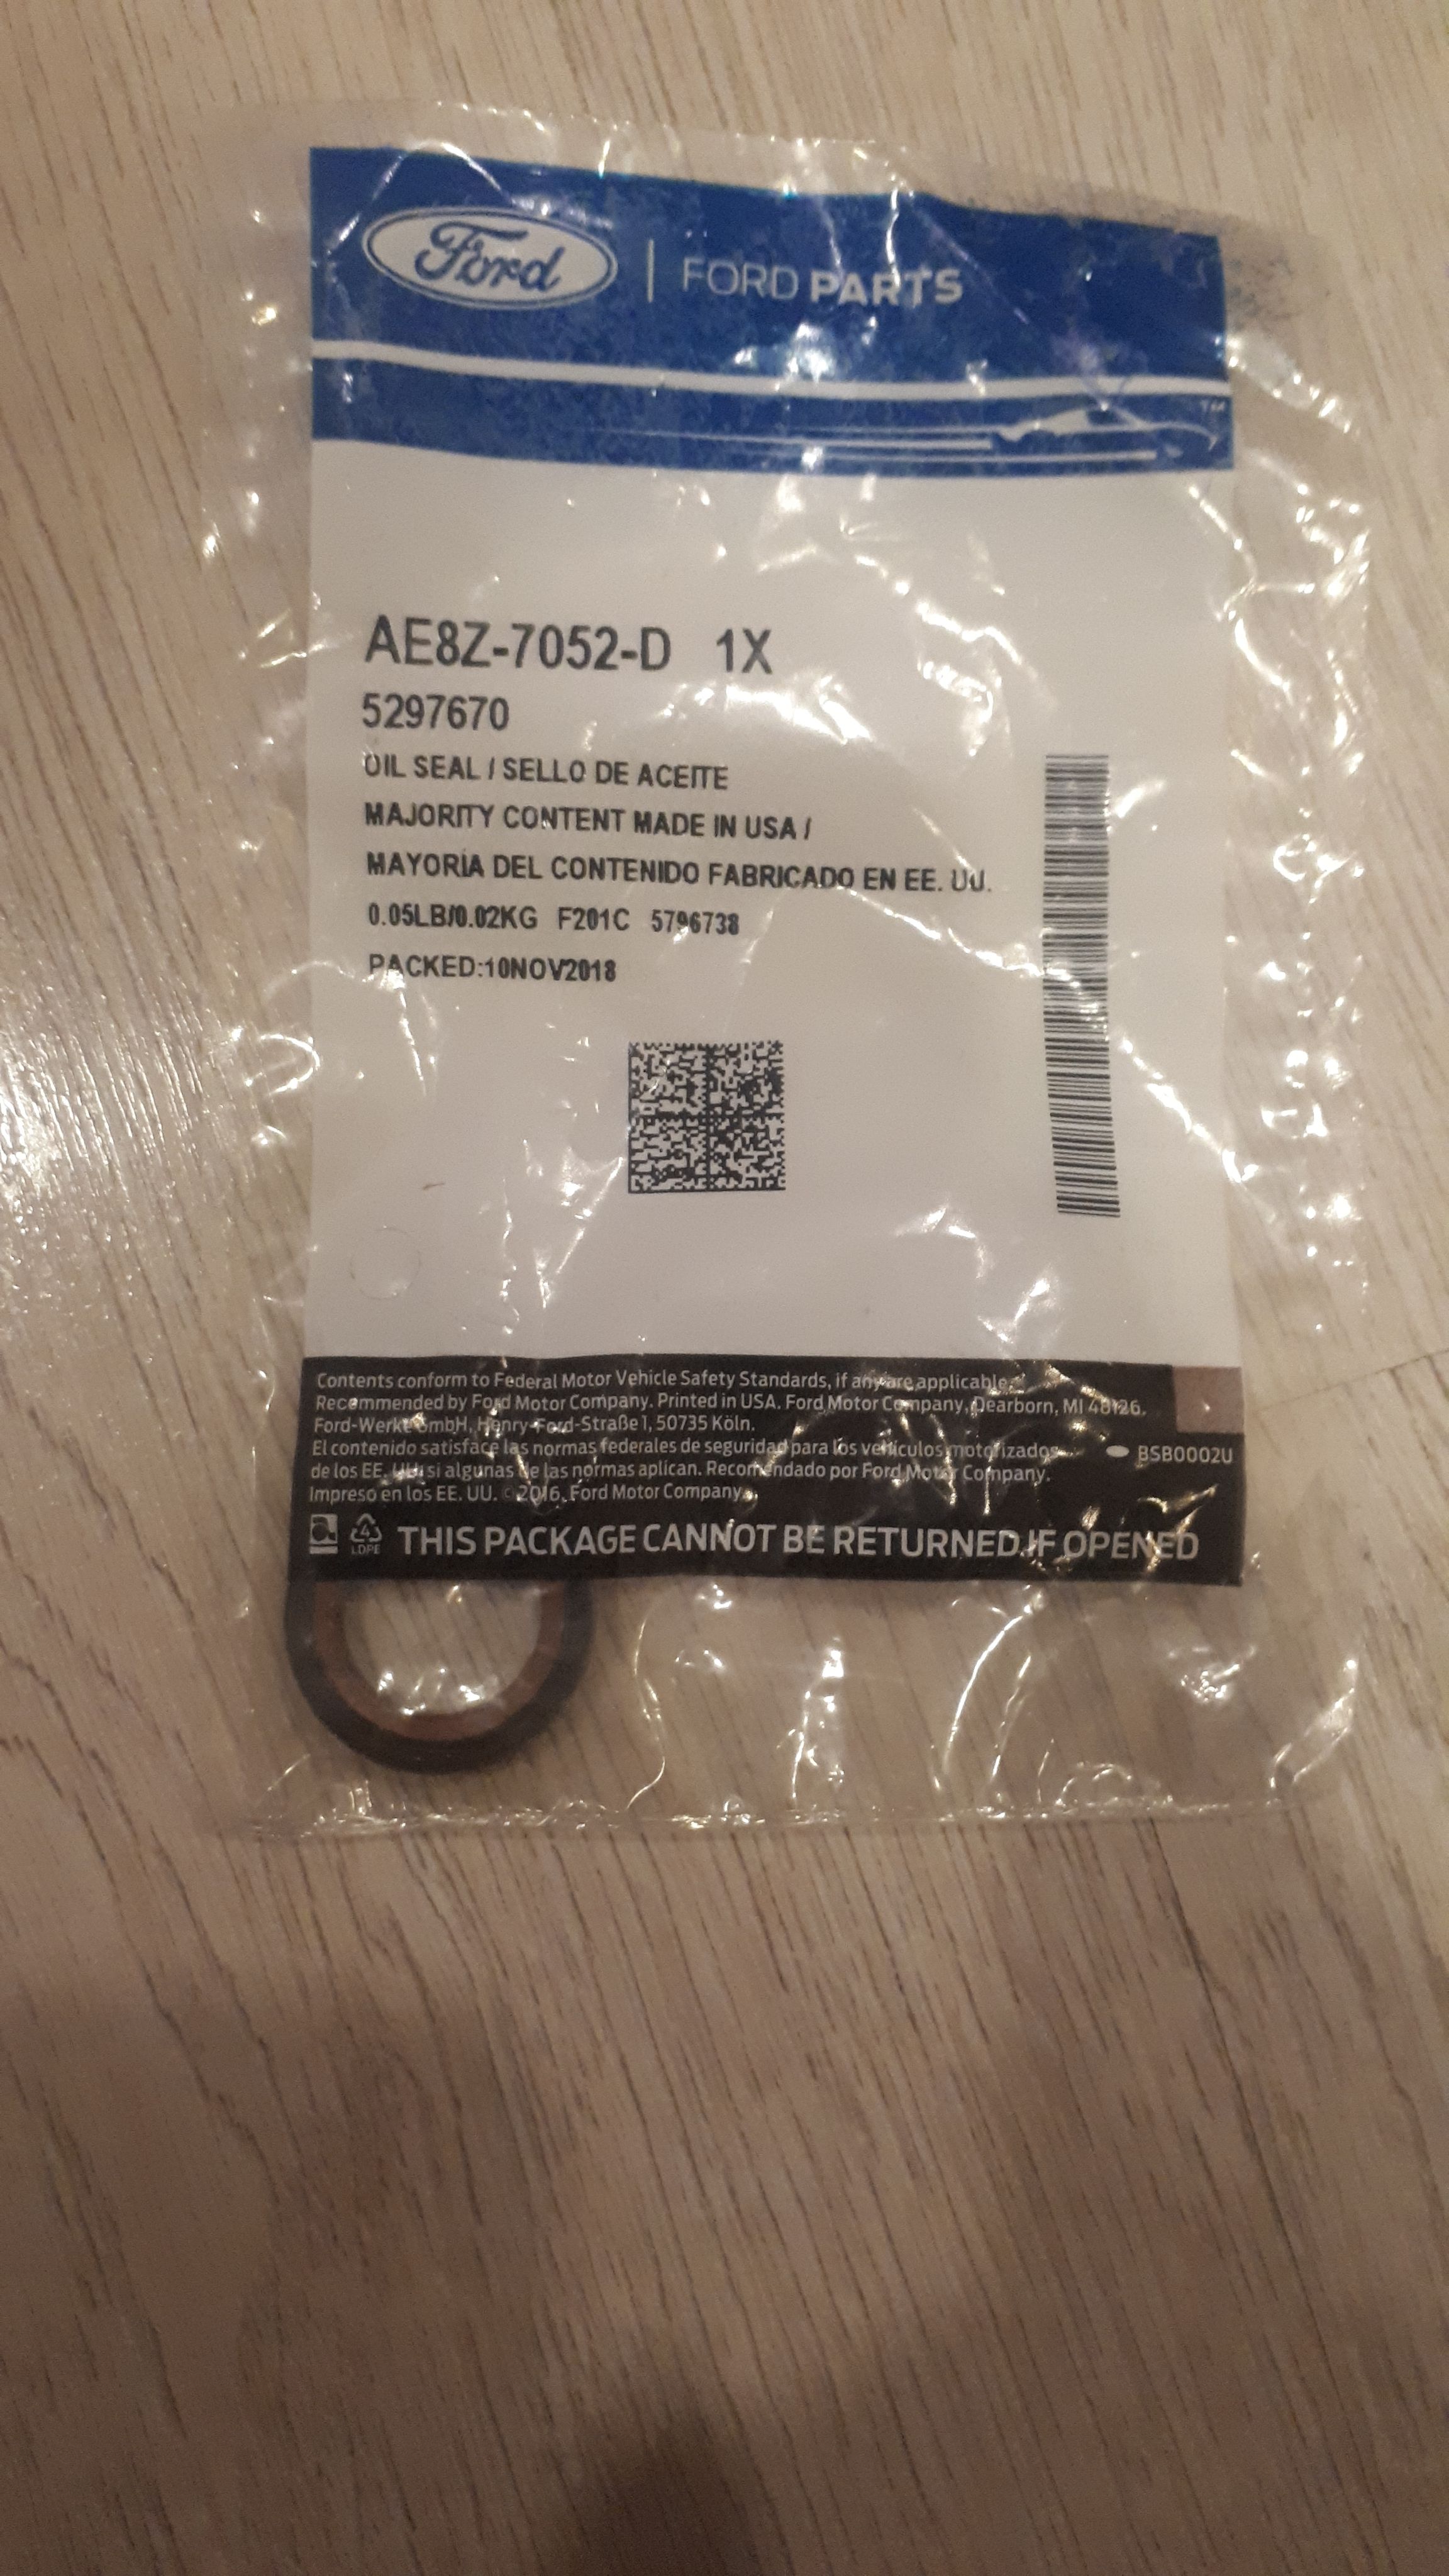 Ford | FORD PARTS
TM
AE8Z-7052-D 1X
5297670
OIL SEAL / SELLO DE ACEITE
MAJORITY CONTENT MADE IN USA /
MAYORÍA DEL CONTENIDO FABRICADO EN EE. UU.
0.05LB/0.02KG F201C 5796738
PACKED:10NOV2018
Contents conform to Federal Motor Vehicle Safety Standards, if any are applicable.
Recommended by Ford Motor Company. Printed in USA. Ford Motor Company, Dearborn, MI 48126.
Ford-Werke GmbH, Henry-Ford-Straße 1, 50735 Köln.
El contenido satisface las normas federales de seguridad para los vehículos motorizados
de los EE. UU. si algunas de las normas aplican. Recomendado por Ford Motor Company.
Impreso en los EE. UU. © 2016, Ford Motor Company.
BSB0002U
4
LDPE
THIS PACKAGE CANNOT BE RETURNED IF OPENED